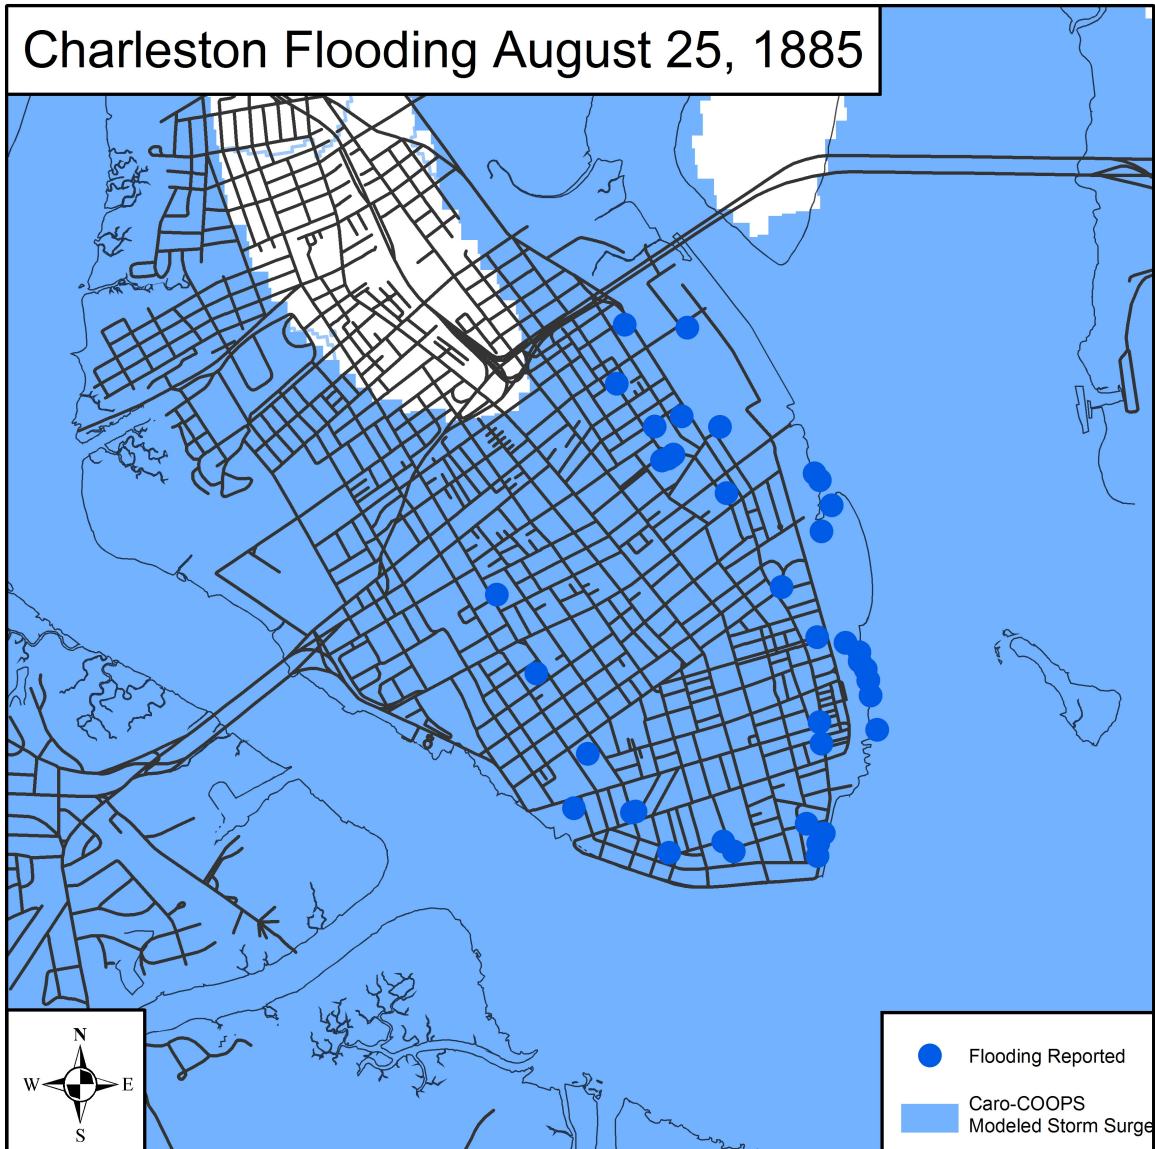 Charleston Flooding August 25, 1885
N
W E
S
Flooding Reported
Caro-COOPS
Modeled Storm Surge